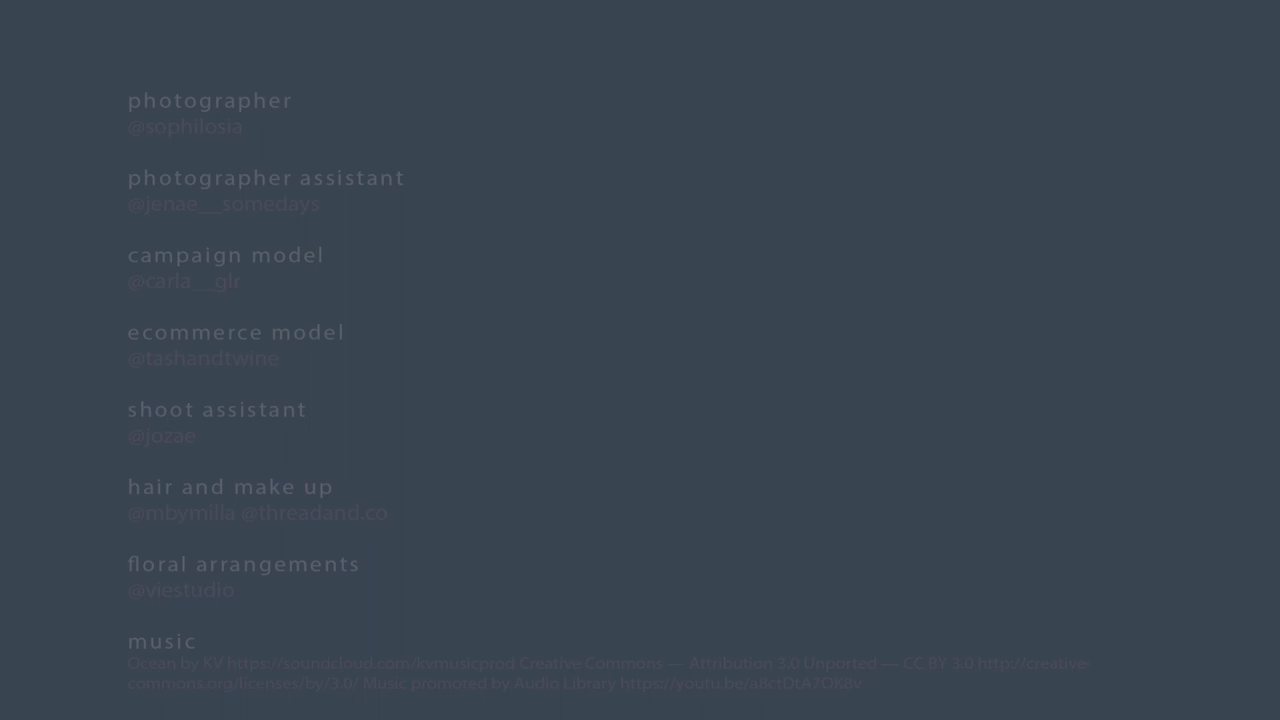 photographer
@sophilosia
photographer assistant
@jenae__somedays
campaign model
@carla__glr
ecommerce model
@tashandtwine
shoot assistant
@jozae
hair and make up
@mbymilla @threadand.co
floral arrangements
@viestudio
music
Ocean by KV https://soundcloud.com/kvmusicprod Creative Commons — Attribution 3.0 Unported — CC BY 3.0 http://creative
commons.org/licenses/by/3.0/ Music promoted by Audio Library